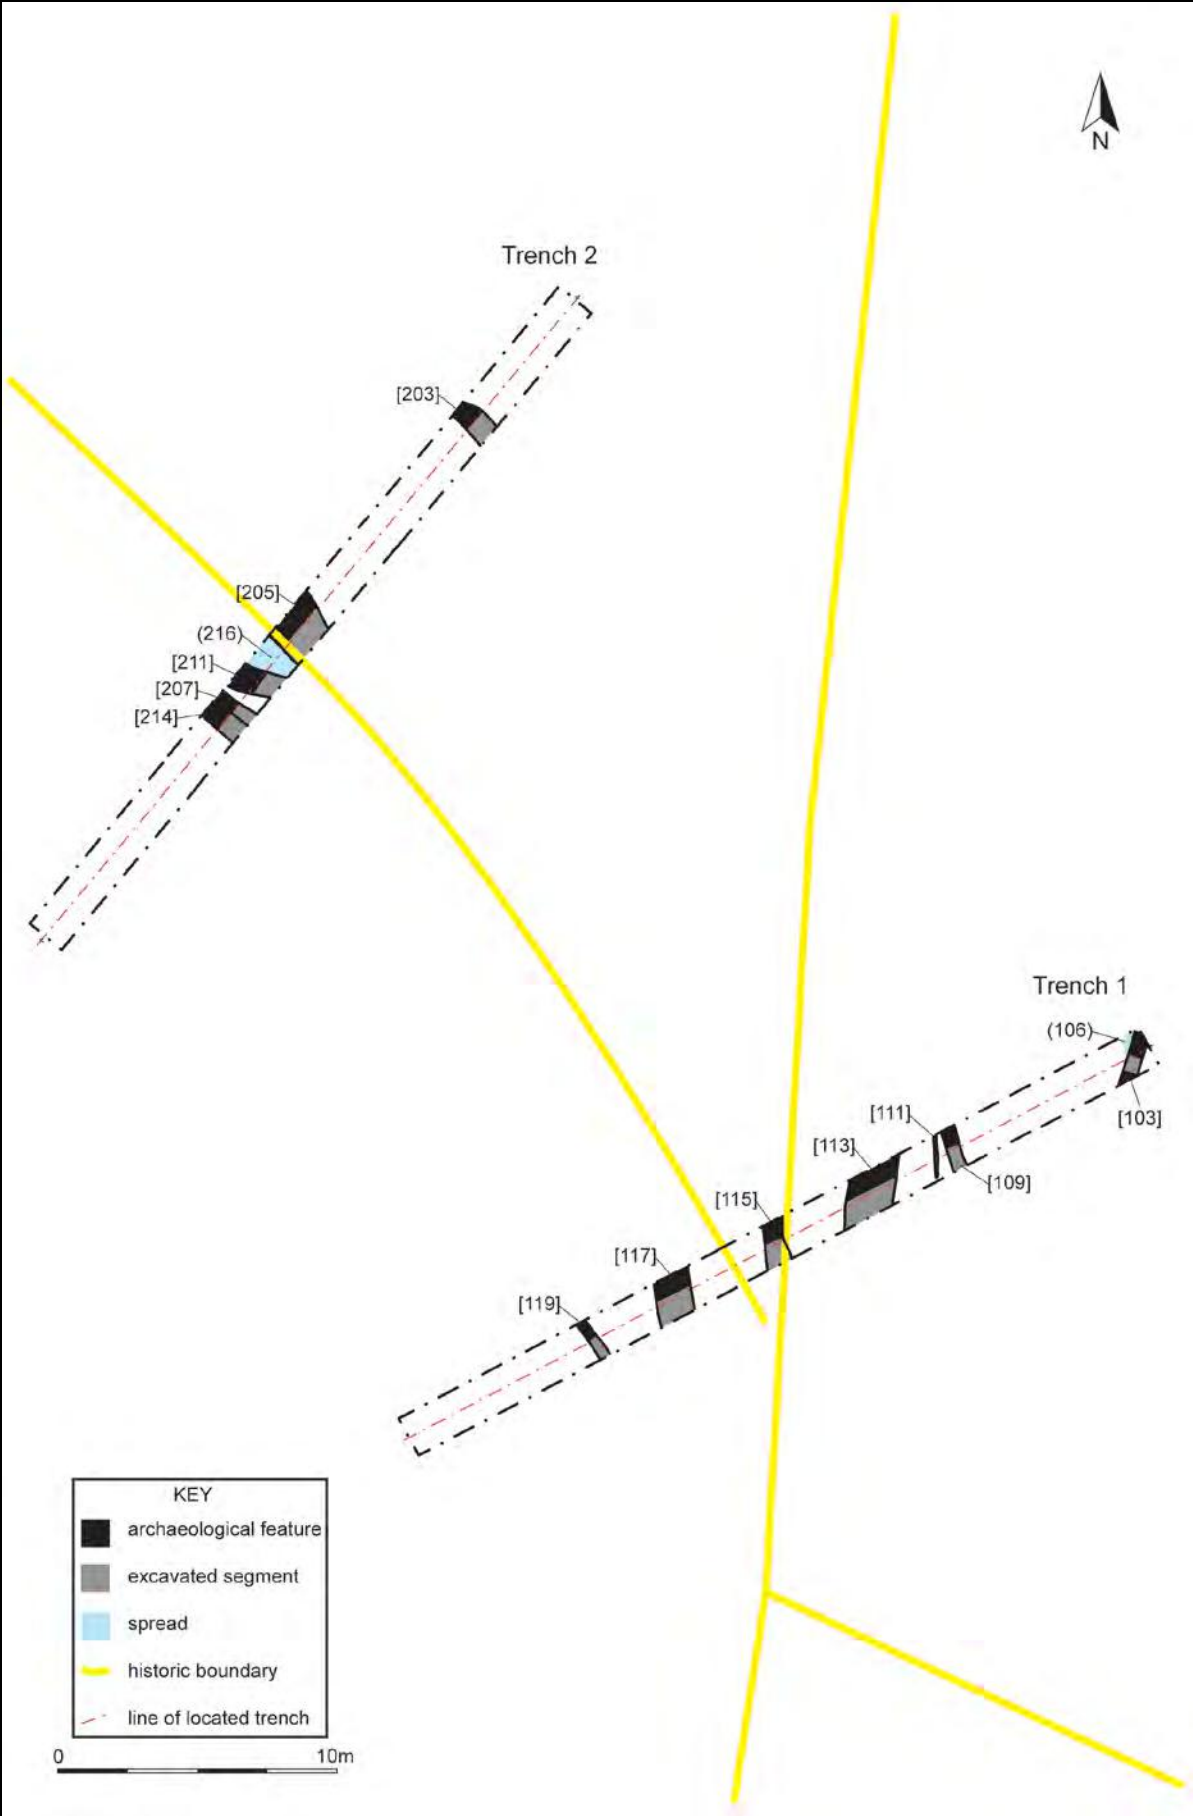 N
Trench 2
[203]
[205]
(216)
[211]
[207]
[214]
Trench 1
(106)
[103]
[111]
[113]
[109]
[115]
[117]
[119]
KEY
archaeological feature
excavated segment
spread
historic boundary
line of located trench
0 10m